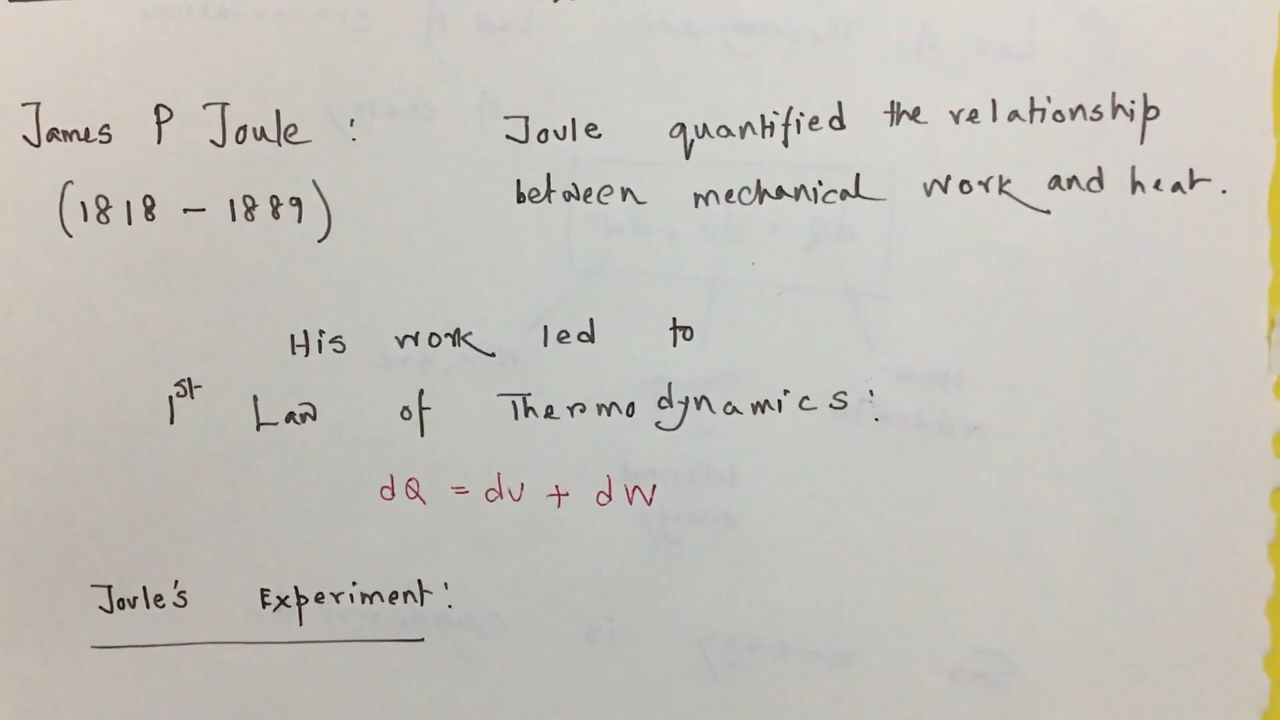 James P Joule : Joule quantified the relationship
(1818 - 1889) between mechanical work and heat.
His work led to
1st Law of Thermodynamics :
dQ = dU + dW
Joule's Experiment :